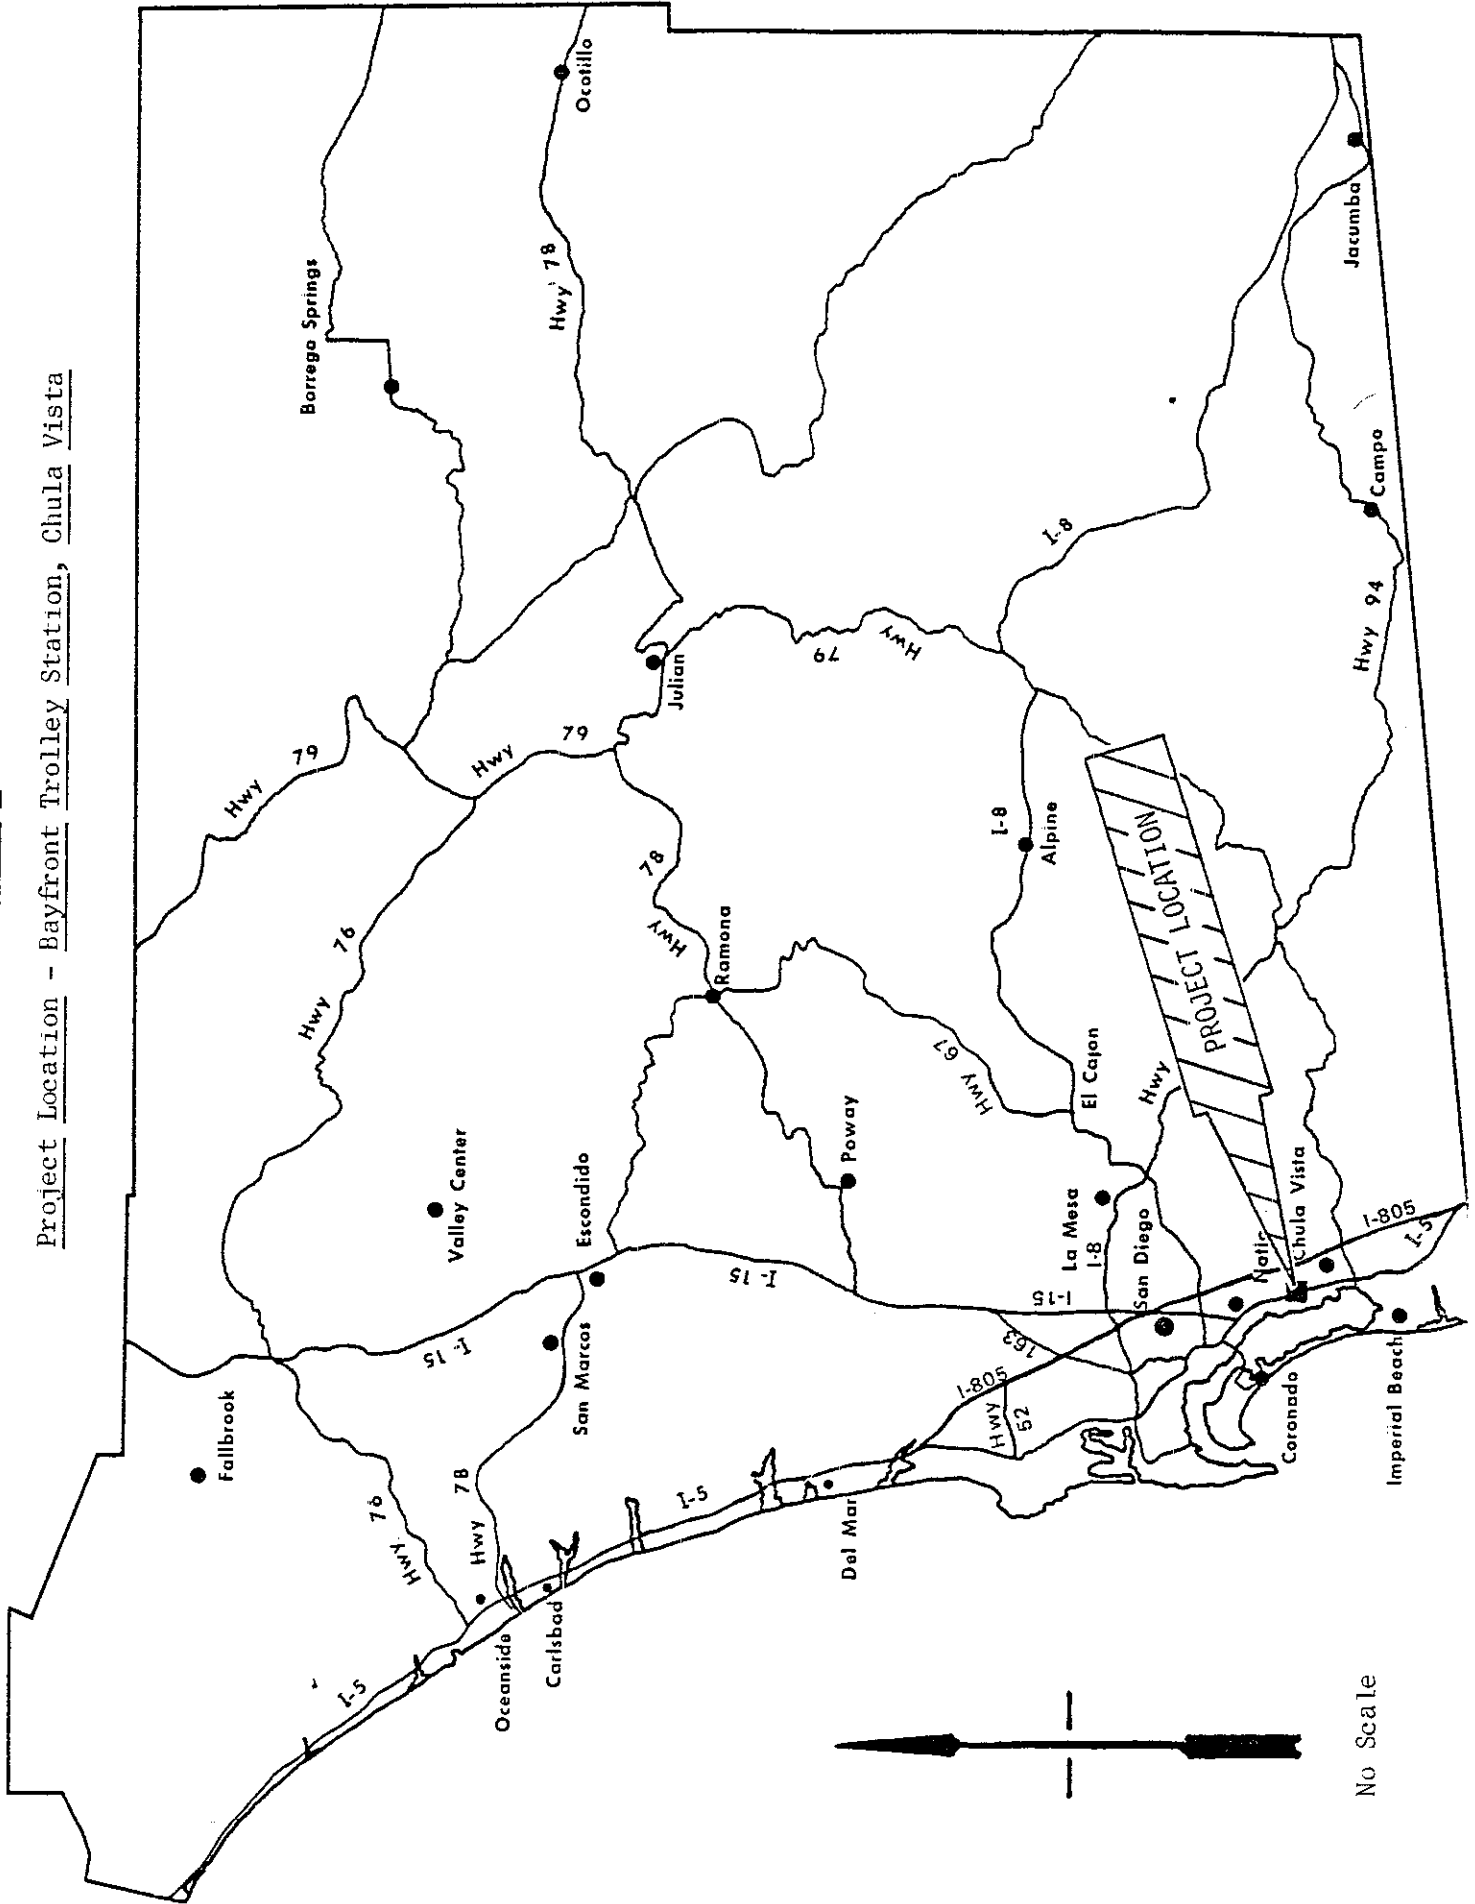 Project Location - Bayfront Trolley Station, Chula Vista
Fallbrook
Hwy 76
I-5
Oceanside
Hwy 78
Carlsbad
San Marcos
I-15
Escondido
Valley Center
Hwy 76
Hwy 79
Hwy 79
Borrego Springs
Ocotillo
Hwy 78
Julian
Hwy 78
Ramona
Hwy 79
Hwy 67
Poway
I-15
I-5
Del Mar
I-805
Hwy 52
163
I-15
La Mesa
I-8
San Diego
El Cajon
Hwy
I-8
Alpine
I-8
PROJECT LOCATION
Hwy 94
Campo
Jacumba
Chula Vista
I-805
I-5
Coronado
Imperial Beach
No Scale